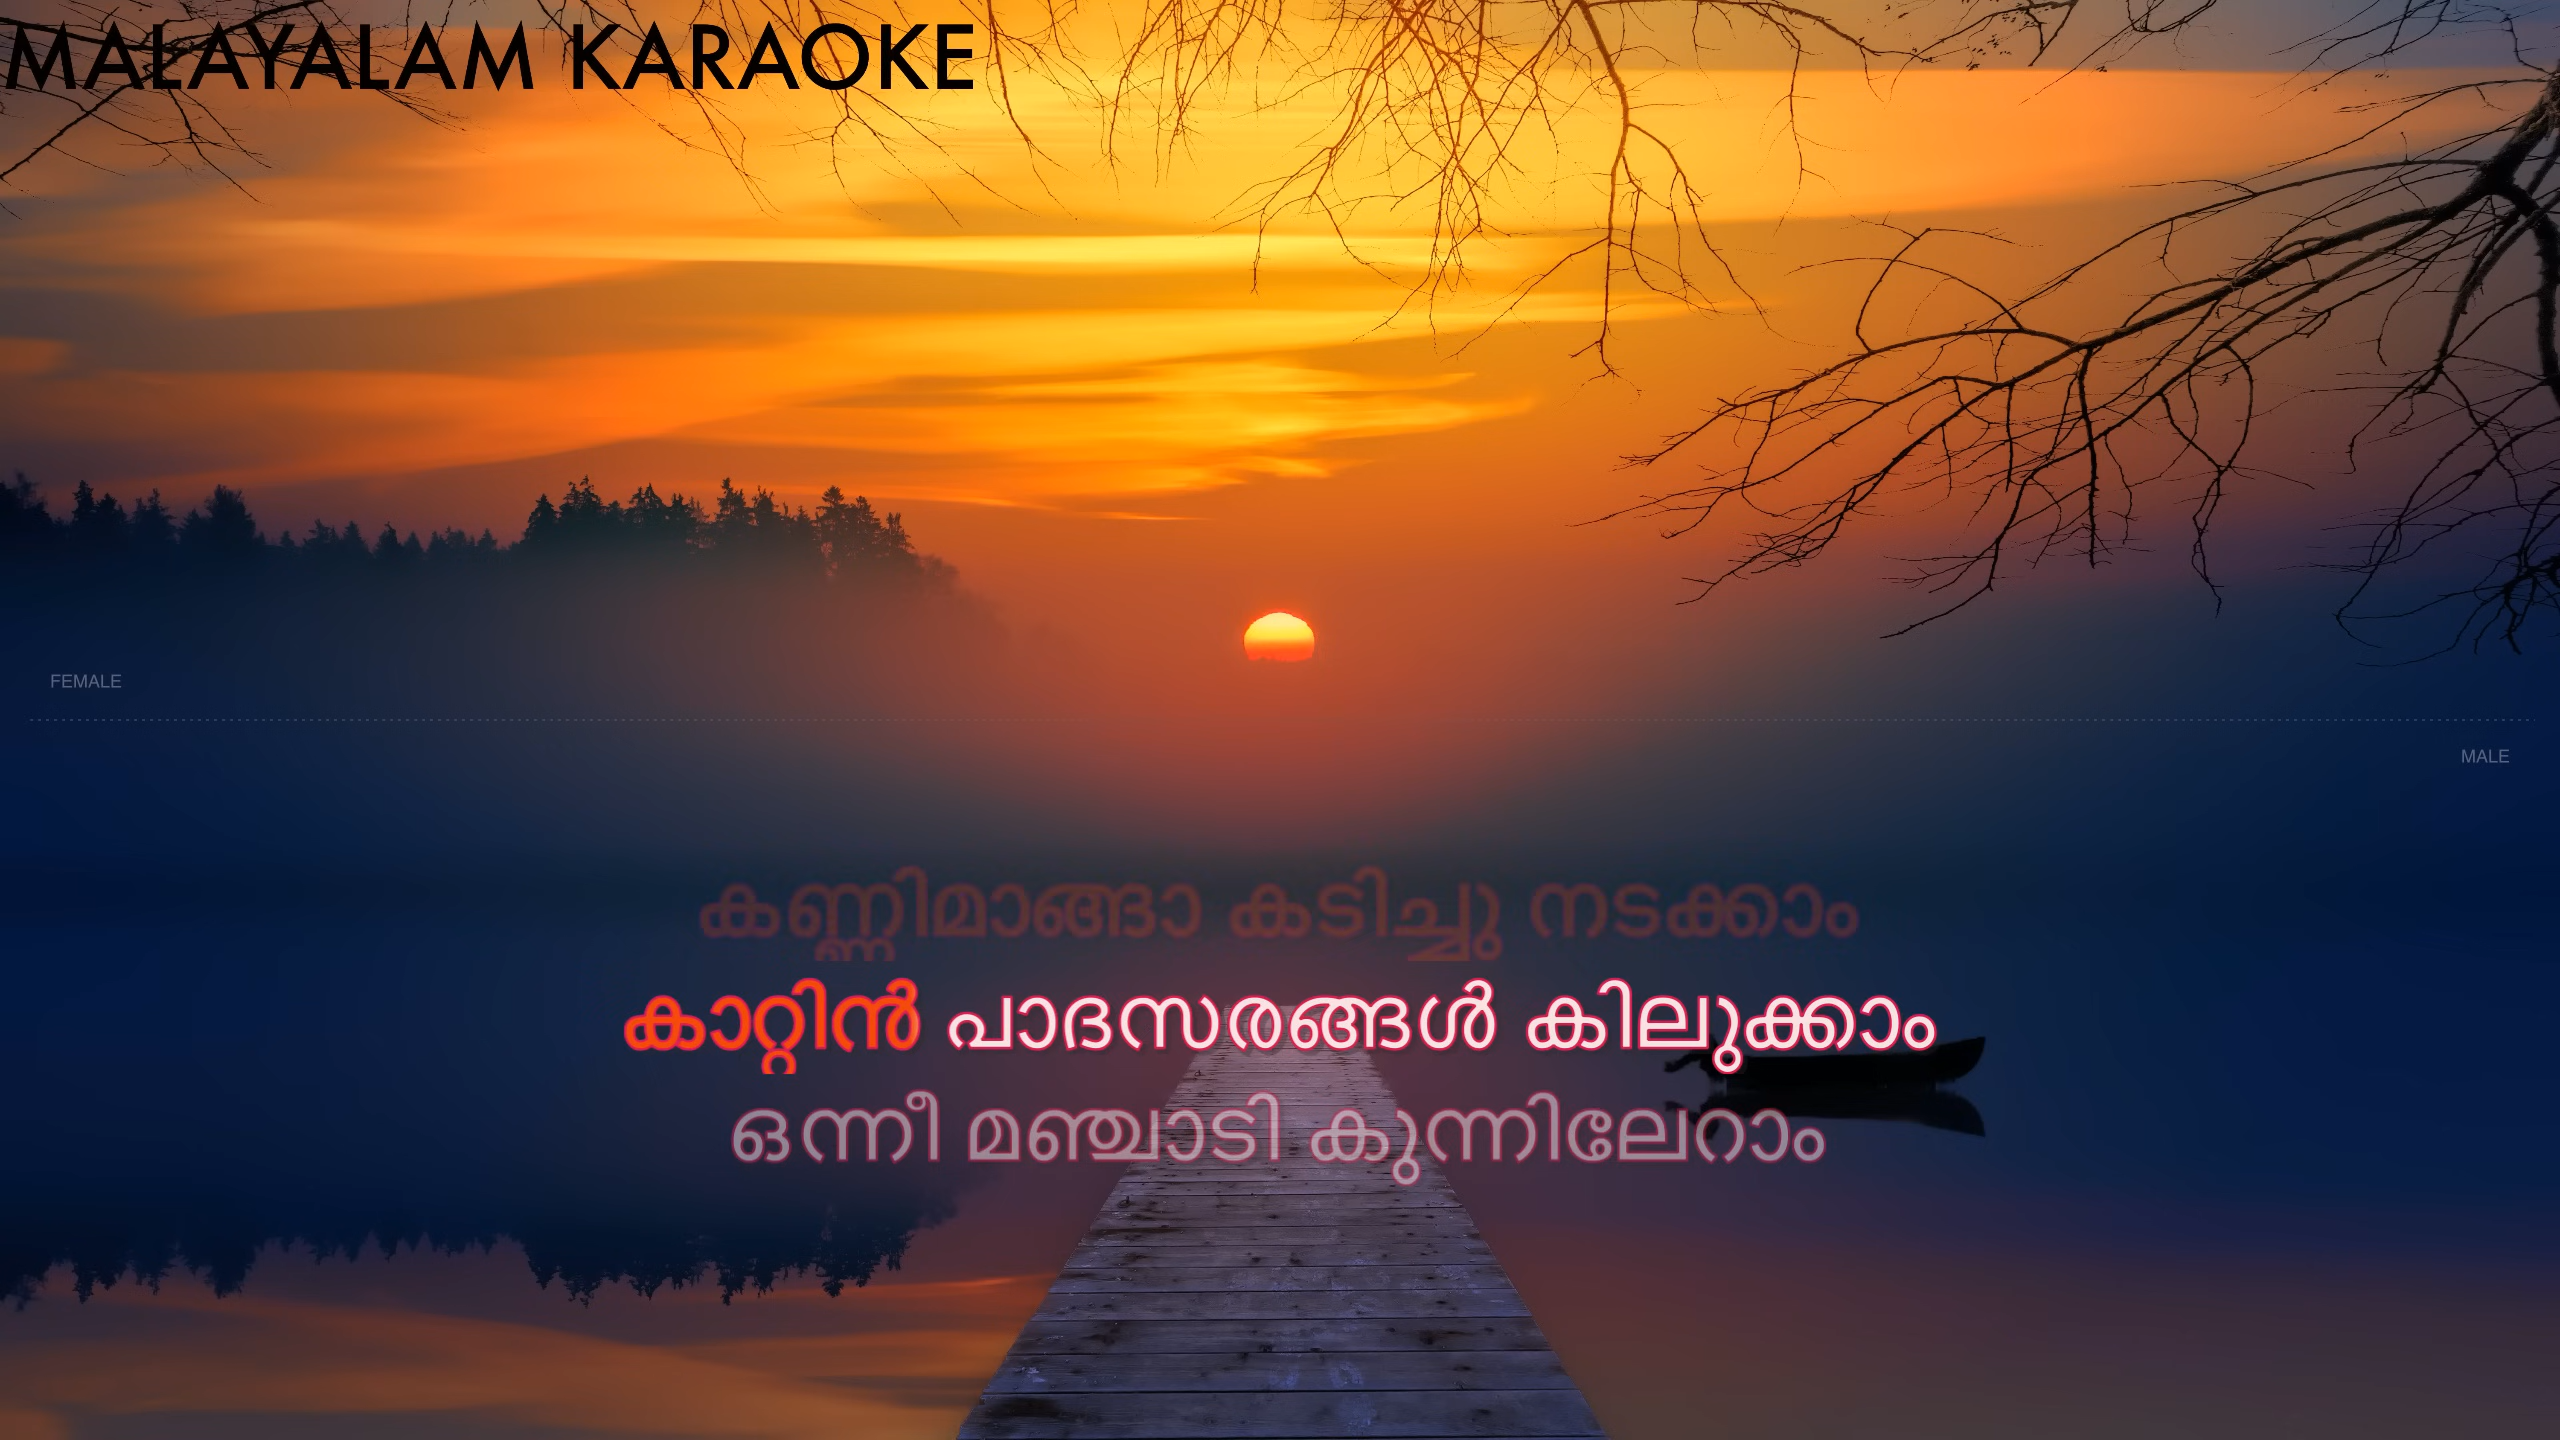 MALAYALAM KARAOKE
FEMALE
MALE
കണ്ണിമാങ്ങാ കടിച്ചു നടക്കാം
കാറ്റിൻ പാദസരങ്ങൾ കിലുക്കാം
ഒന്നീ മഞ്ചാടി കുന്നിലേറാം